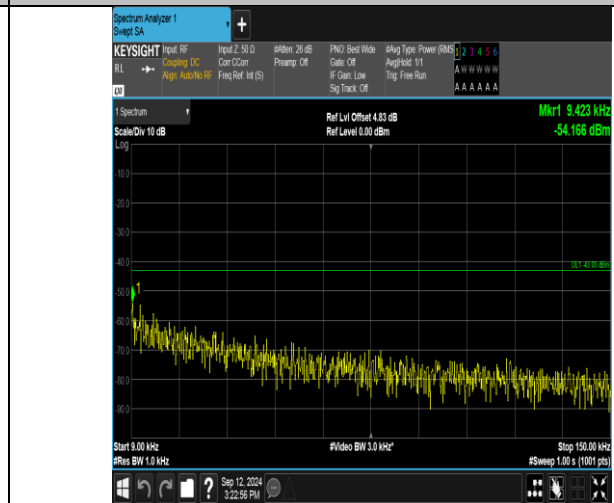 Spectrum Analyzer 1
Swept SA
+
KEYSIGHT
RL
Input: RF
Coupling: DC
Align: Auto/No RF
Input Z: 50 Ω
Corr CCorr
Freq Ref: Int (S)
#Atten: 26 dB
Preamp: Off
PNO: Best Wide
Gate: Off
IF Gain: Low
Sig Track: Off
#Avg Type: Power (RMS
Avg|Hold: 1/1
Trig: Free Run
1 2 3 4 5 6
A W W W W W
A A A A A A
1 Spectrum
Scale/Div 10 dB
Log
Ref Lvl Offset 4.83 dB
Ref Level 0.00 dBm
Mkr1 9.423 kHz
-54.166 dBm
-10.0
-20.0
-30.0
-40.0
DL1 -43.00 dBm
-50.0
1
-60.0
-70.0
-80.0
-90.0
Start 9.00 kHz
#Res BW 1.0 kHz
#Video BW 3.0 kHz*
Stop 150.00 kHz
#Sweep 1.00 s (1001 pts)
?
Sep 12, 2024
3:22:56 PM